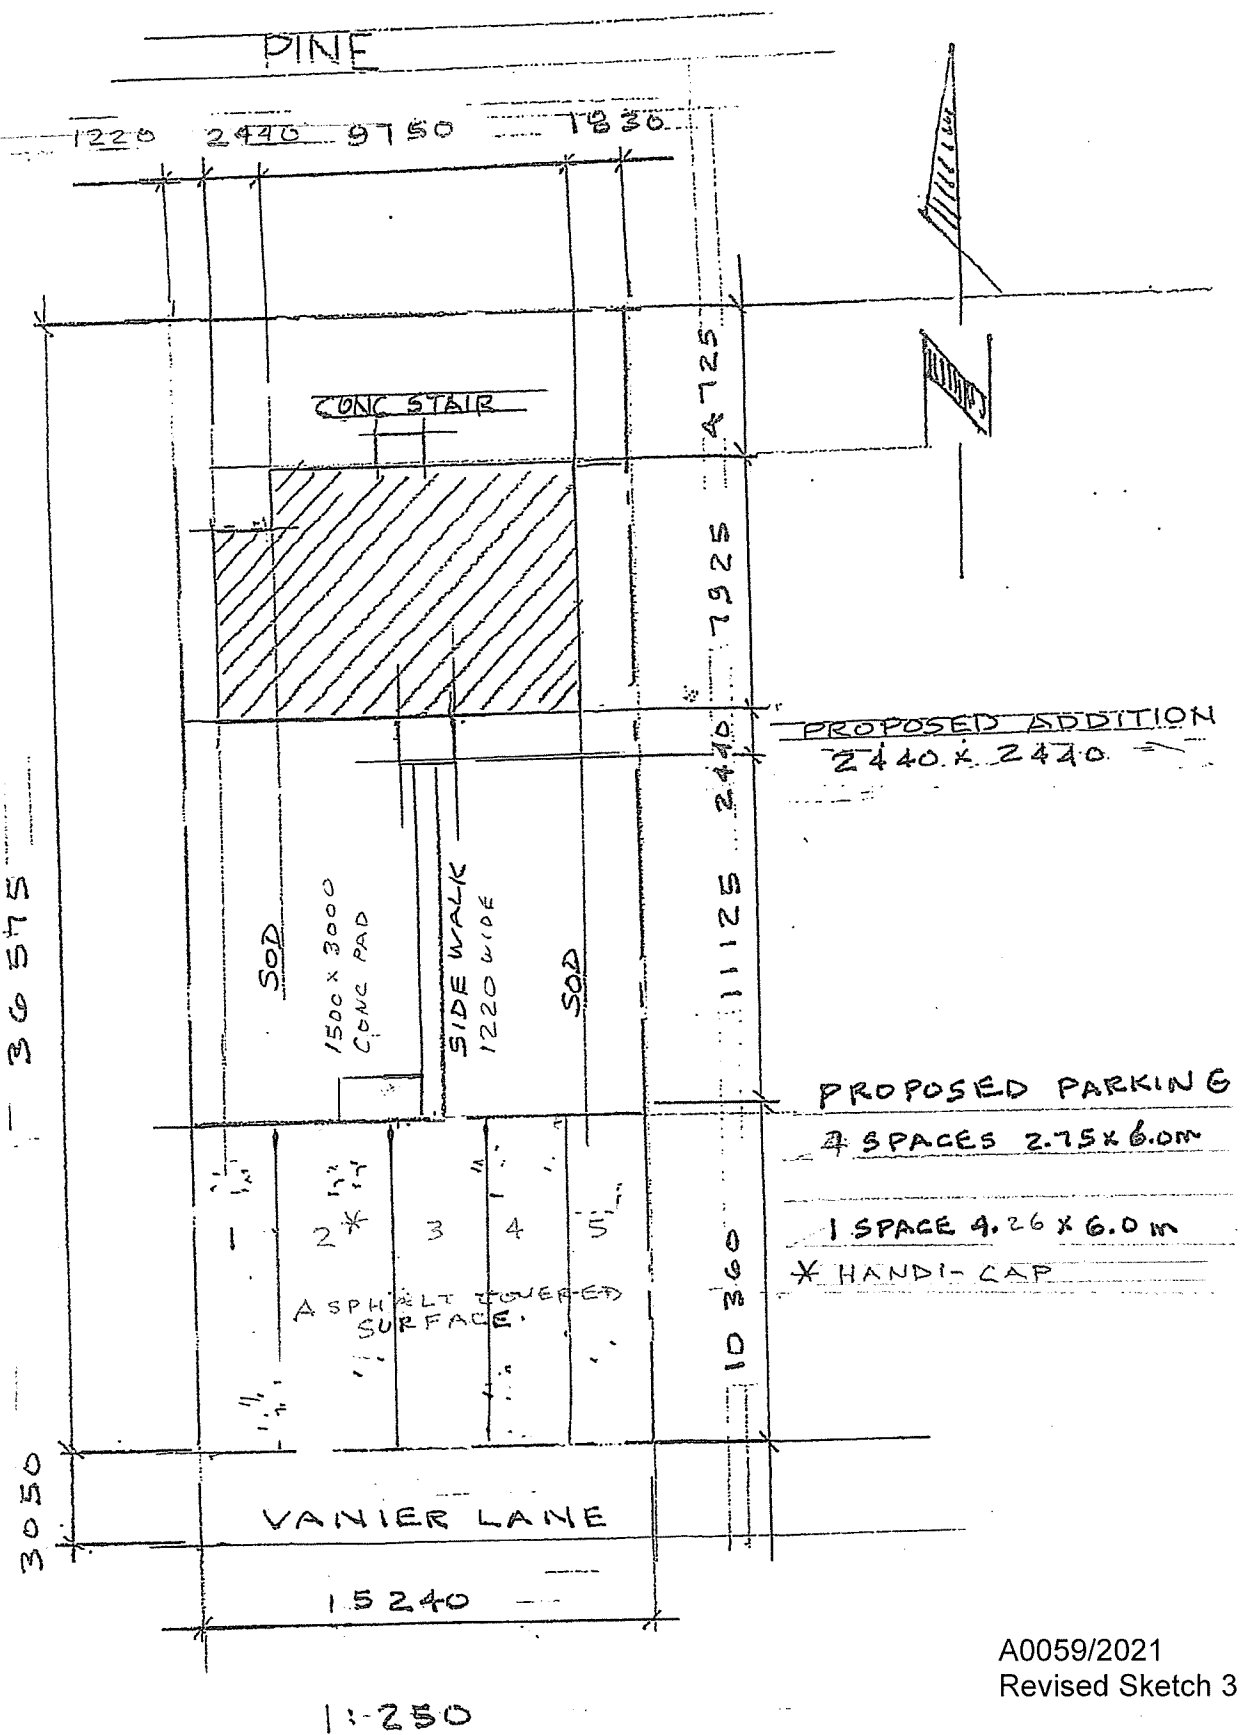 PINE
1220 2440 9750 1830
CONC STAIR
4725
7925
2440
PROPOSED ADDITION
2440 x 2440
36575
11125
SOD
1500 x 3000
CONC PAD
SIDEWALK
1220 WIDE
SOD
PROPOSED PARKING
4 SPACES 2.75 x 6.0m
1 SPACE 4.26 x 6.0 m
* HANDI-CAP
1 2* 3 4 5
ASPHALT COVERED
SURFACE.
10 360
3050
VANIER LANE
15240
A0059/2021
Revised Sketch 3
1:250